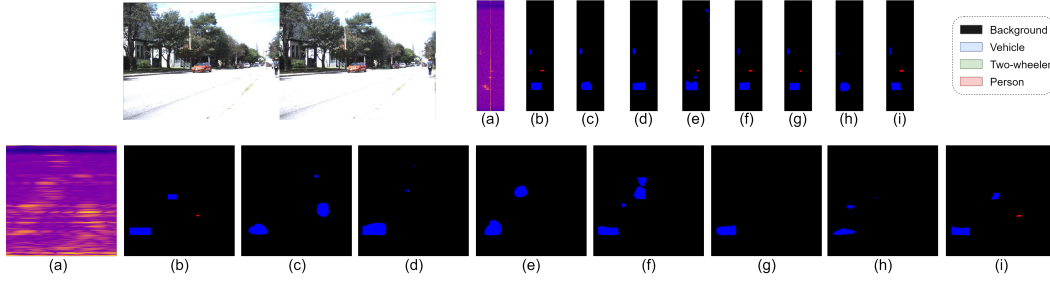 Background
Vehicle
Two-wheeler
Person
(a) (b) (c) (d) (e) (f) (g) (h) (i)
(a) (b) (c) (d) (e) (f) (g) (h) (i)